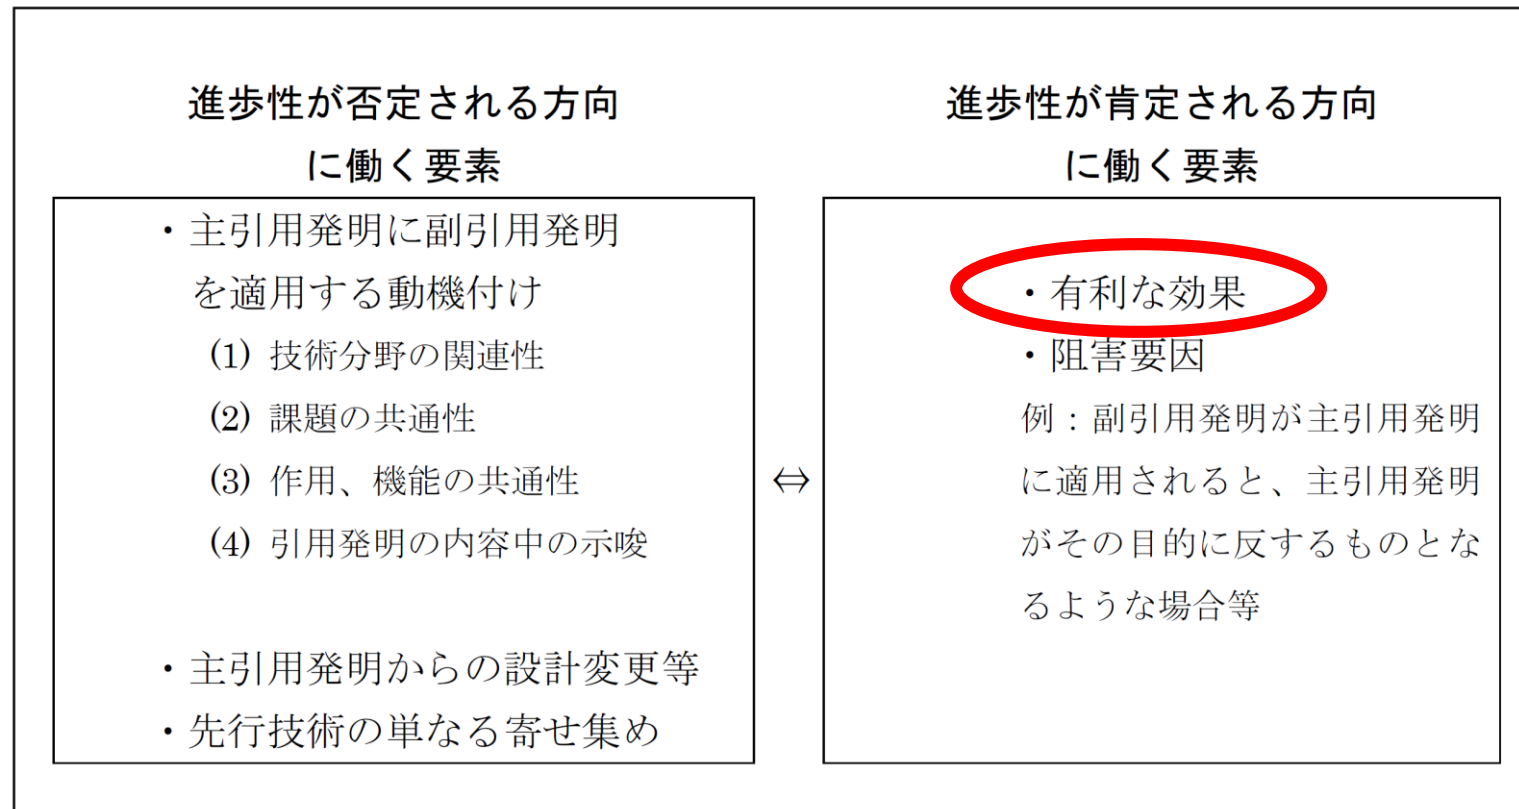 進歩性が否定される方向
に働く要素
・主引用発明に副引用発明
を適用する動機付け
(1) 技術分野の関連性
(2) 課題の共通性
(3) 作用、機能の共通性
(4) 引用発明の内容中の示唆
・主引用発明からの設計変更等
・先行技術の単なる寄せ集め
⇔
進歩性が肯定される方向
に働く要素
・有利な効果
・阻害要因
例：副引用発明が主引用発明
に適用されると、主引用発明
がその目的に反するものとな
るような場合等